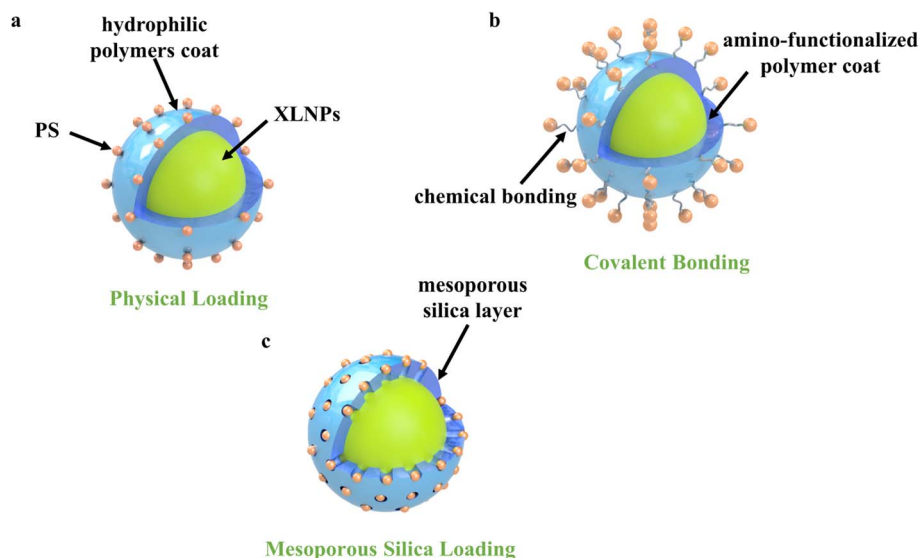 a
hydrophilic
polymers coat
PS
XLNPs
Physical Loading
b
amino-functionalized
polymer coat
chemical bonding
Covalent Bonding
c
mesoporous
silica layer
Mesoporous Silica Loading